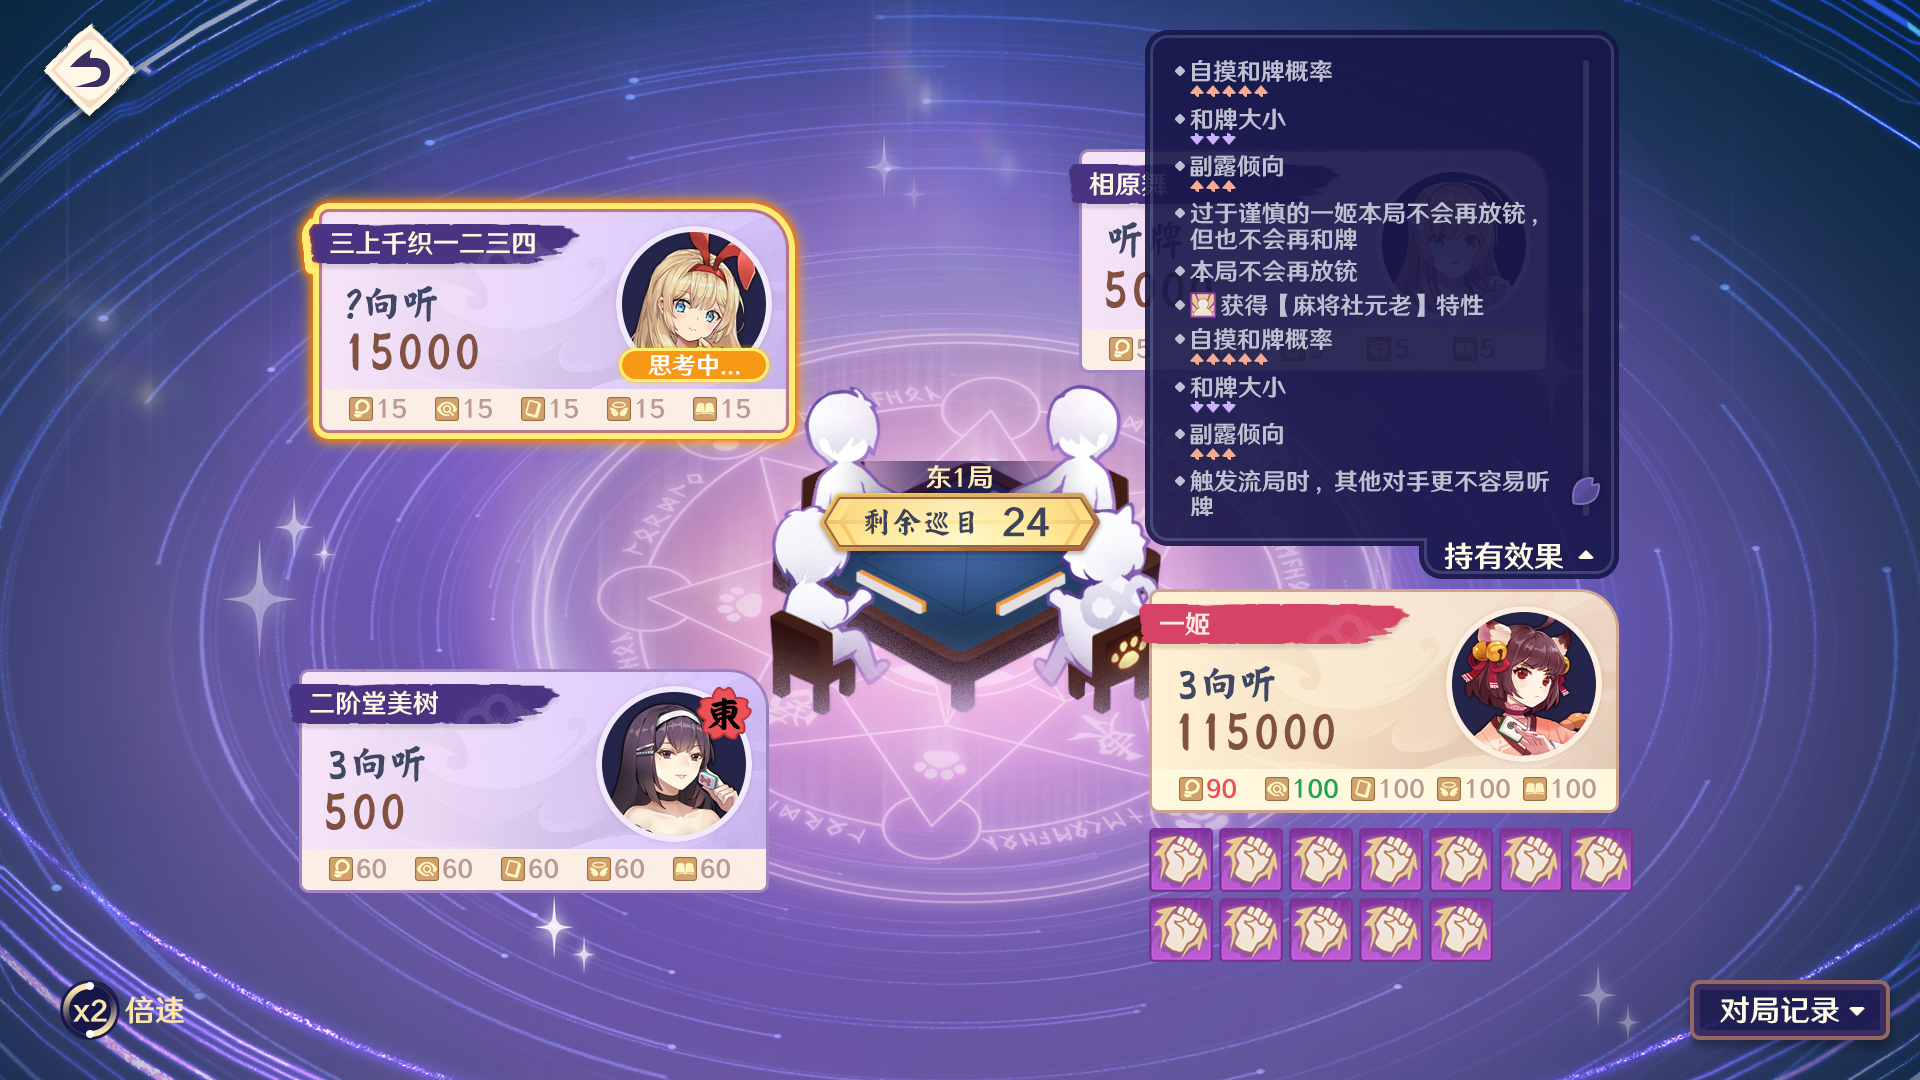 三上千织一二三四
?向听
15000
思考中...
15 15 15 15 15
相原舞
听牌
500
5 5 5
自摸和牌概率
和牌大小
副露倾向
过于谨慎的一姬本局不会再放铳，
但也不会再和牌
本局不会再放铳
获得【麻将社元老】特性
自摸和牌概率
和牌大小
副露倾向
触发流局时，其他对手更不容易听
牌
持有效果
东1局
剩余巡目 24
二阶堂美树
東
3向听
500
60 60 60 60 60
一姬
3向听
115000
90 100 100 100 100
x2 倍速
对局记录